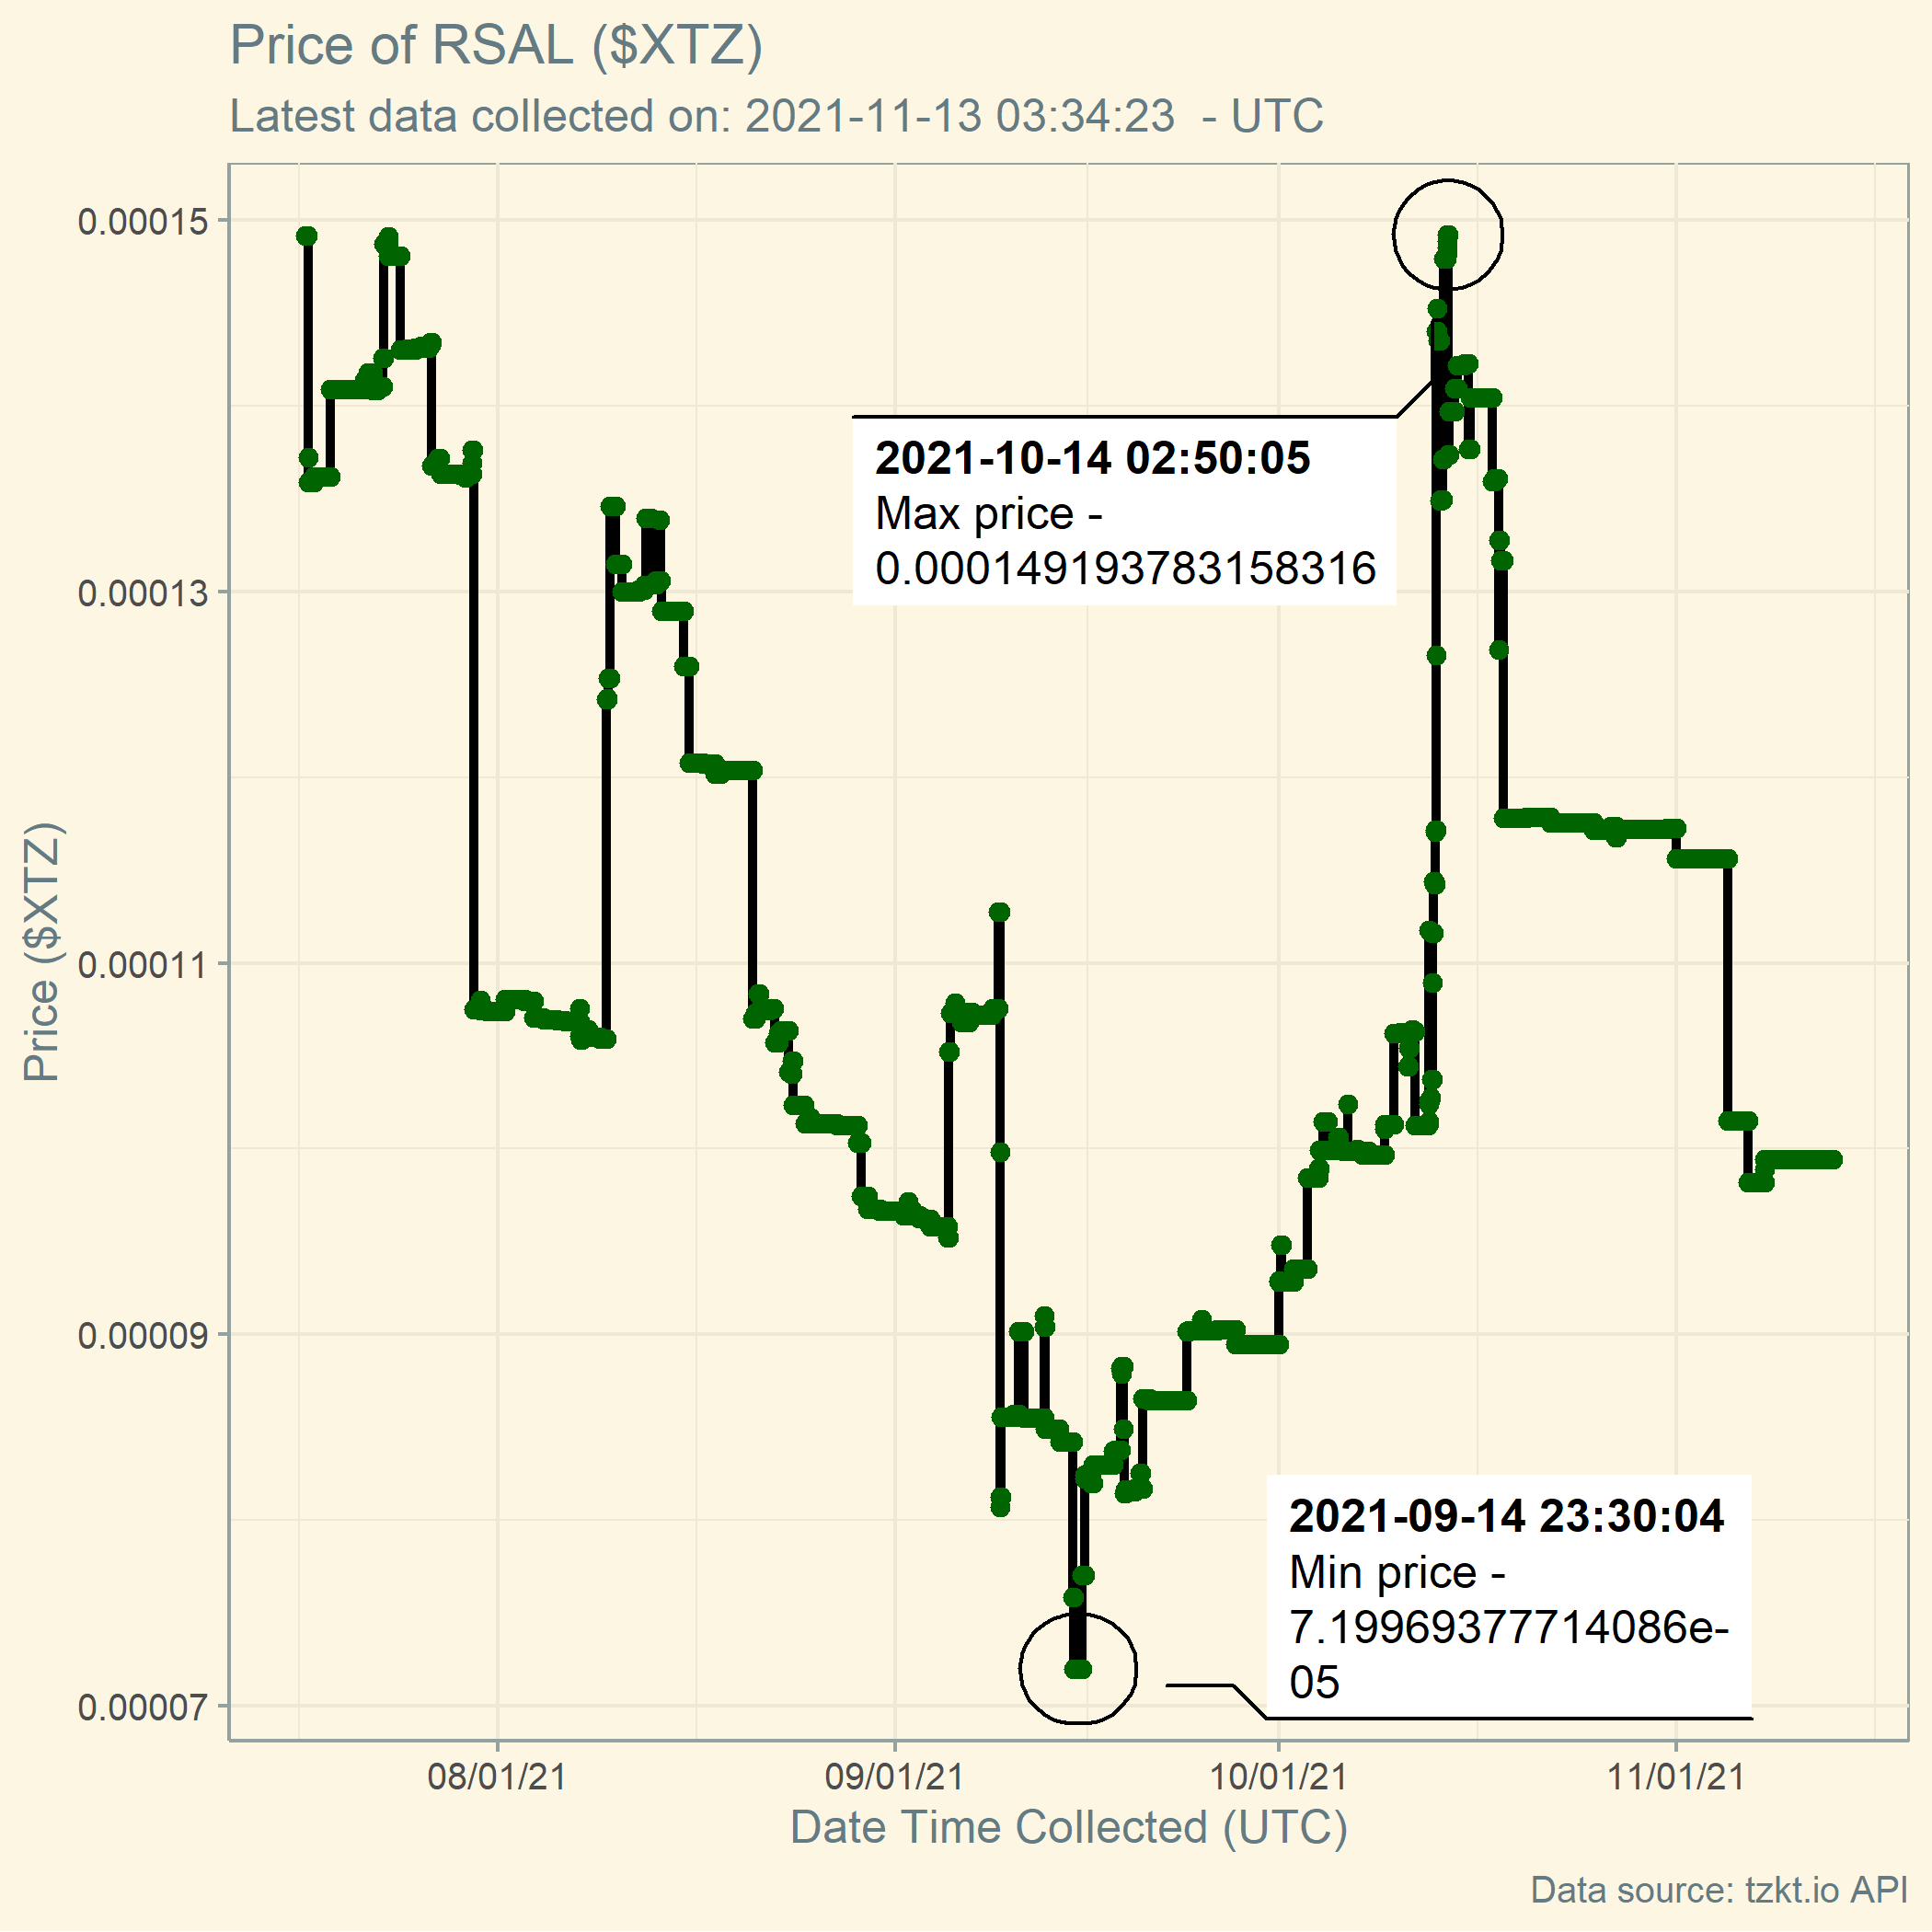 Price of RSAL ($XTZ)
Latest data collected on: 2021-11-13 03:34:23  - UTC
Price ($XTZ)
0.00015
0.00013
0.00011
0.00009
0.00007
2021-10-14 02:50:05
Max price -
0.000149193783158316
2021-09-14 23:30:04
Min price -
7.19969377714086e-
05
08/01/21
09/01/21
10/01/21
11/01/21
Date Time Collected (UTC)
Data source: tzkt.io API